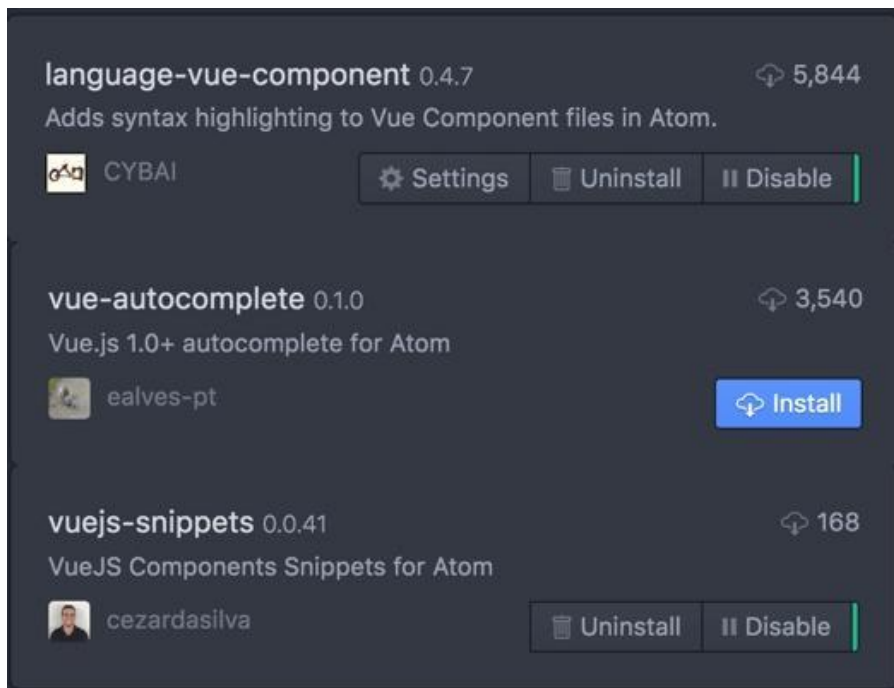 language-vue-component 0.4.7 5,844
Adds syntax highlighting to Vue Component files in Atom.
CYBAI Settings Uninstall Disable
vue-autocomplete 0.1.0 3,540
Vue.js 1.0+ autocomplete for Atom
ealves-pt Install
vuejs-snippets 0.0.41 168
VueJS Components Snippets for Atom
cezardasilva Uninstall Disable